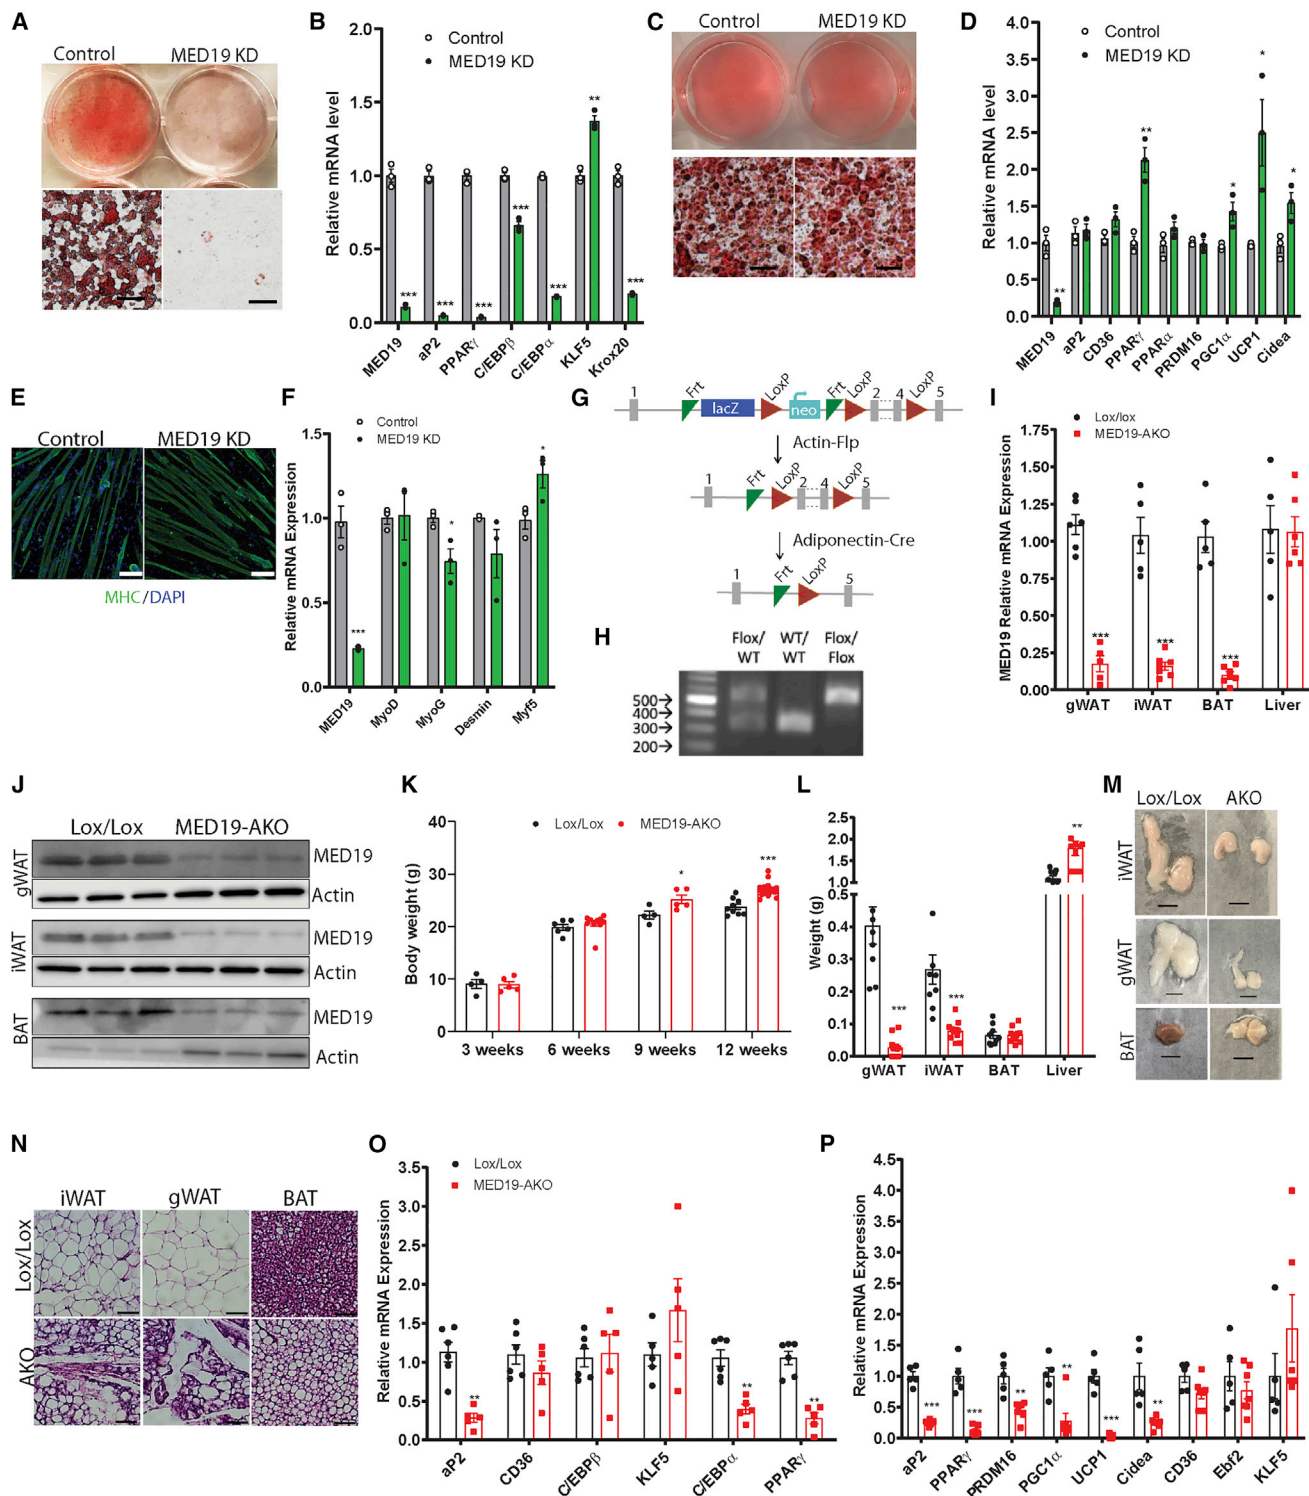 A
Control
MED19 KD
B
Relative mRNA level
2.0
1.5
1.0
0.5
0.0
Control
MED19 KD
***
***
***
***
***
**
***
MED19
aP2
PPARγ
C/EBPβ
C/EBPα
KLF5
Krox20
C
Control
MED19 KD
D
Relative mRNA level
4.0
3.5
3.0
2.5
2.0
1.5
1.0
0.5
0.0
Control
MED19 KD
**
**
*
*
*
MED19
aP2
CD36
PPARγ
PPARα
PRDM16
PGC1α
UCP1
Cidea
E
Control
MED19 KD
MHC/DAPI
F
Relative mRNA Expression
1.5
1.0
0.5
0.0
Control
MED19 KD
***
*
*
MED19
MyoD
MyoG
Desmin
Myf5
G
1
Frt
lacZ
LoxP
neo
Frt
LoxP
2
4
LoxP
5
Actin-Flp
1
Frt
LoxP
2
4
LoxP
5
Adiponectin-Cre
1
Frt
LoxP
5
H
Flox/ WT/ Flox/
WT WT Flox
500→
400→
300→
200→
I
MED19 Relative mRNA Expression
1.75
1.50
1.25
1.00
0.75
0.50
0.25
0.00
Lox/lox
MED19-AKO
***
***
***
gWAT
iWAT
BAT
Liver
J
Lox/Lox
MED19-AKO
gWAT
MED19
Actin
iWAT
MED19
Actin
BAT
MED19
Actin
K
Body weight (g)
40
30
20
10
0
Lox/Lox
MED19-AKO
*
***
3 weeks
6 weeks
9 weeks
12 weeks
L
Weight (g)
2.5
2.0
1.5
1.0
0.5
0.4
0.3
0.2
0.1
0.0
***
***
**
gWAT
iWAT
BAT
Liver
M
Lox/Lox
AKO
iWAT
gWAT
BAT
N
iWAT
gWAT
BAT
Lox/Lox
AKO
O
Relative mRNA Expression
3.5
3.0
2.5
2.0
1.5
1.0
0.5
0.0
Lox/Lox
MED19-AKO
**
**
**
aP2
CD36
C/EBPβ
KLF5
C/EBPα
PPARγ
P
Relative mRNA Expression
4.5
4.0
3.5
3.0
2.5
2.0
1.5
1.0
0.5
0.0
***
***
**
**
***
**
aP2
PPARγ
PRDM16
PGC1α
UCP1
Cidea
CD36
Ebf2
KLF5